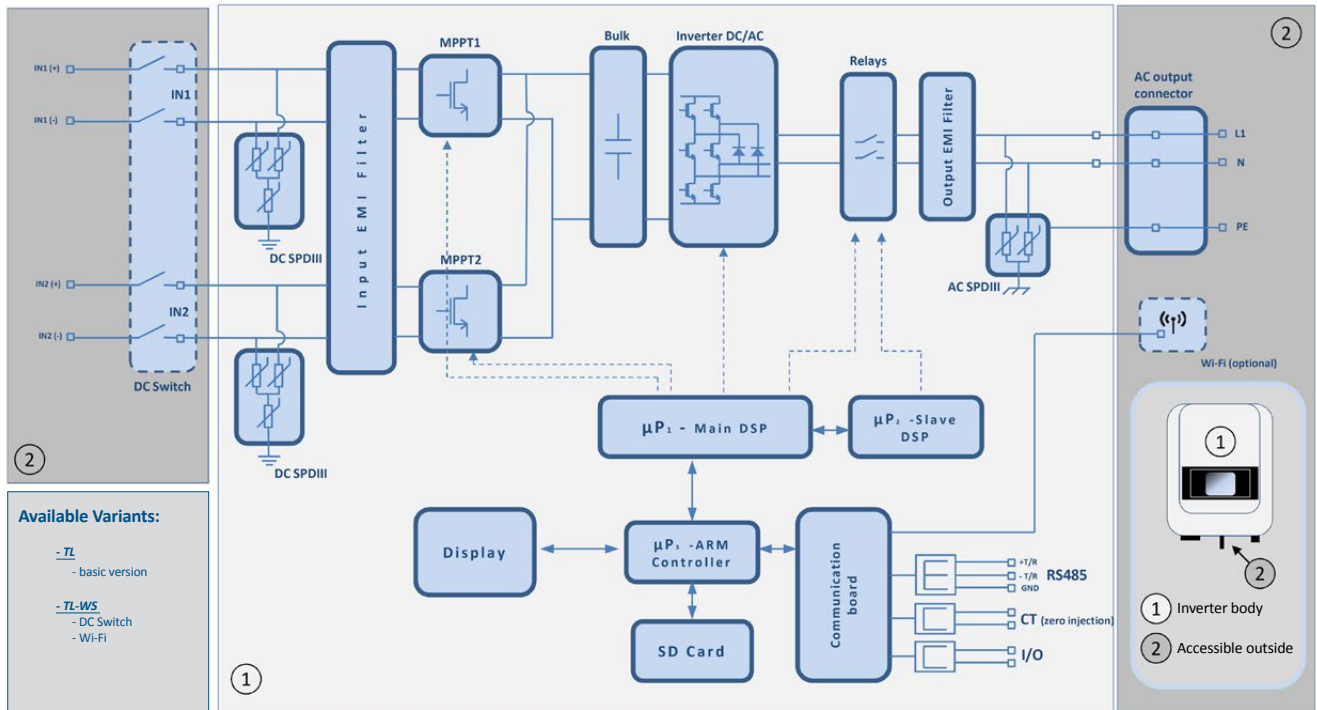 IN1 (+)
IN1 (-)
IN2 (+)
IN2 (-)
IN1
IN2
DC Switch
2
Available Variants:
- TL
- basic version
- TL-WS
- DC Switch
- Wi-Fi
DC SPDIII
DC SPDIII
Input EMI Filter
MPPT1
MPPT2
Bulk
Inverter DC/AC
Relays
Output EMI Filter
AC SPDIII
µP₁ - Main DSP
µP₂ -Slave
DSP
Display
µP₃ -ARM
Controller
SD Card
Communication
board
+T/R
- T/R
GND
RS485
CT (zero injection)
I/O
1
2
AC output
connector
L1
N
PE
Wi-Fi (optional)
1
2
1 Inverter body
2 Accessible outside